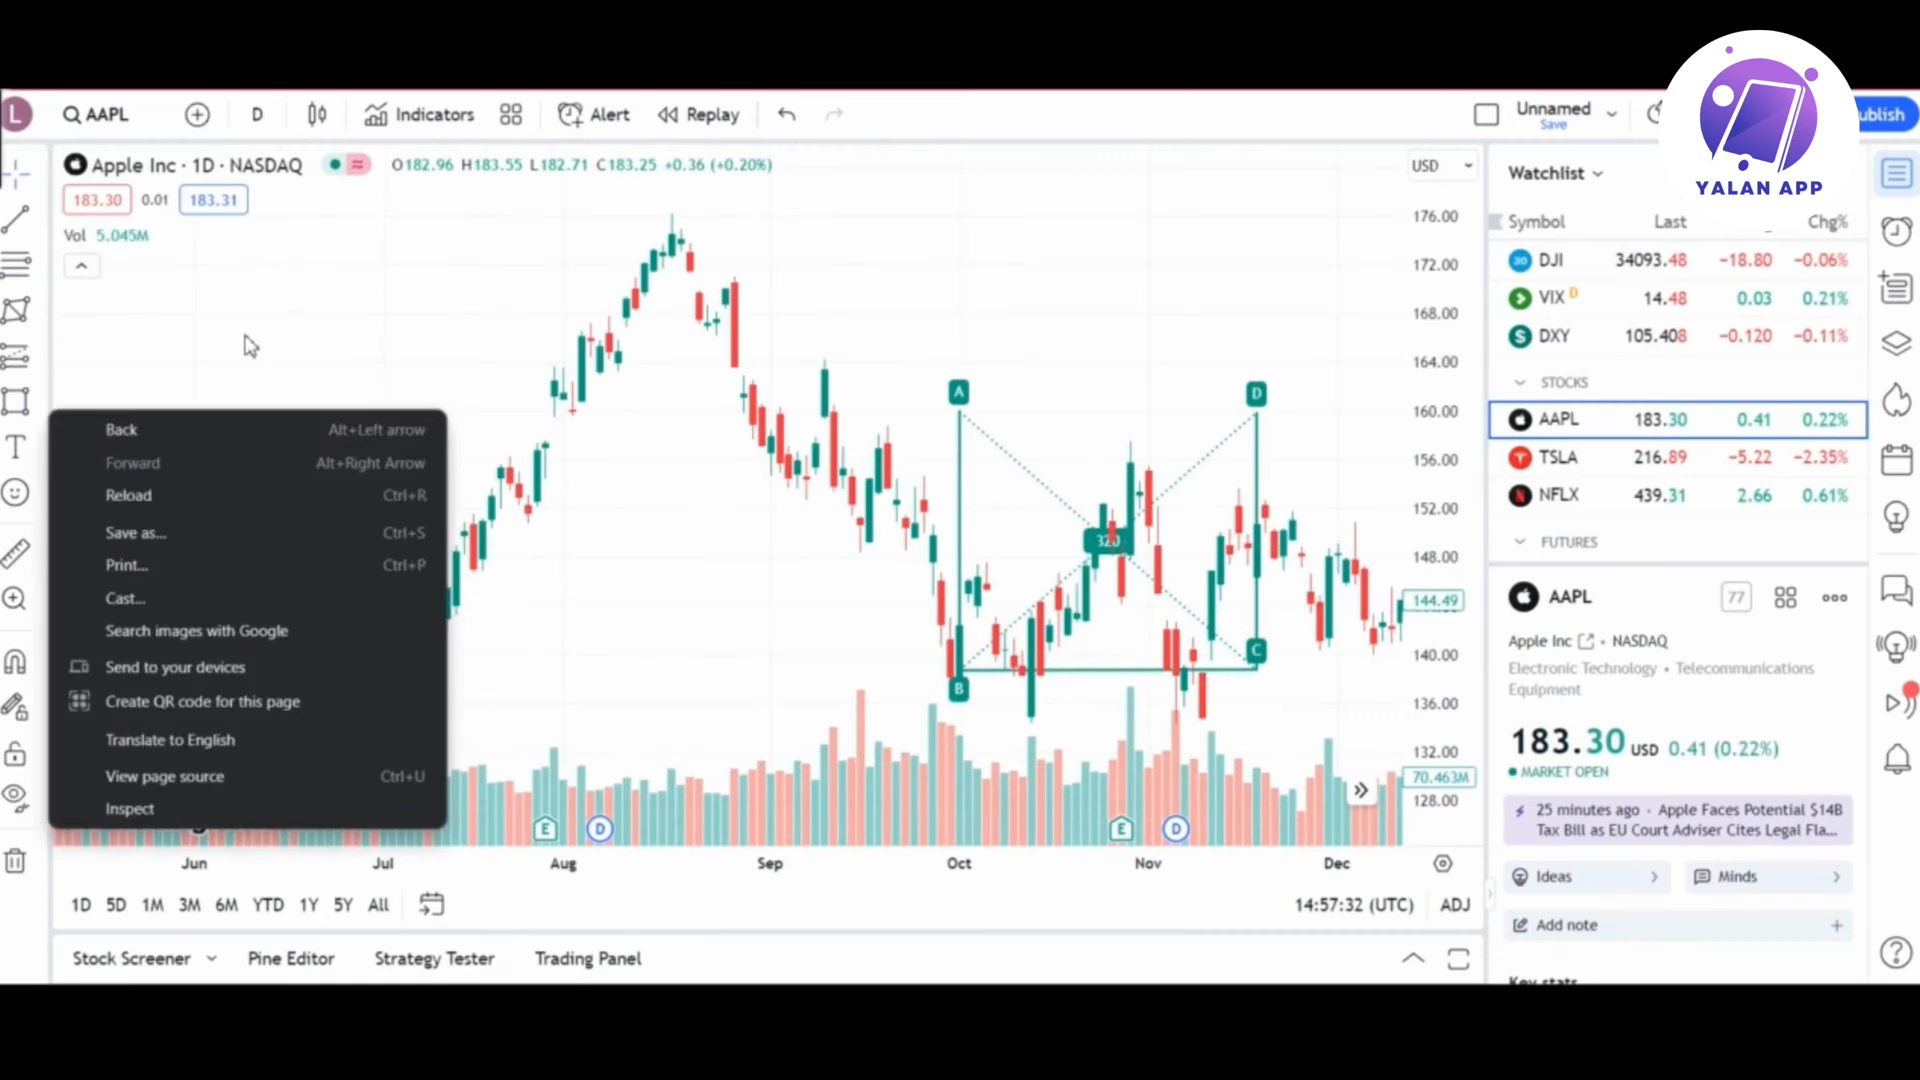 YALAN APP
L
AAPL
D
Indicators
Alert
Replay
Unnamed
Save
ublish
Apple Inc · 1D · NASDAQ
O182.96 H183.55 L182.71 C183.25 +0.36 (+0.20%)
183.30 0.01 183.31
Vol 5.045M
USD
176.00
172.00
168.00
164.00
160.00
156.00
152.00
148.00
144.49
140.00
136.00
132.00
70.463M
128.00
A
D
B
C
E
D
E
D
Back Alt+Left arrow
Forward Alt+Right Arrow
Reload Ctrl+R
Save as... Ctrl+S
Print... Ctrl+P
Cast...
Search images with Google
Send to your devices
Create QR code for this page
Translate to English
View page source Ctrl+U
Inspect
Jun Jul Aug Sep Oct Nov Dec
1D 5D 1M 3M 6M YTD 1Y 5Y All
14:57:32 (UTC) ADJ
Stock Screener Pine Editor Strategy Tester Trading Panel
Watchlist
Symbol Last Chg%
30 DJI 34093.48 −18.80 −0.06%
VIX D 14.48 0.03 0.21%
DXY 105.408 −0.120 −0.11%
STOCKS
AAPL 183.30 0.41 0.22%
TSLA 216.89 −5.22 −2.35%
NFLX 439.31 2.66 0.61%
FUTURES
AAPL 77
Apple Inc · NASDAQ
Electronic Technology · Telecommunications
Equipment
183.30 USD 0.41 (0.22%)
MARKET OPEN
25 minutes ago · Apple Faces Potential $14B
Tax Bill as EU Court Adviser Cites Legal Fla...
Ideas
Minds
Add note